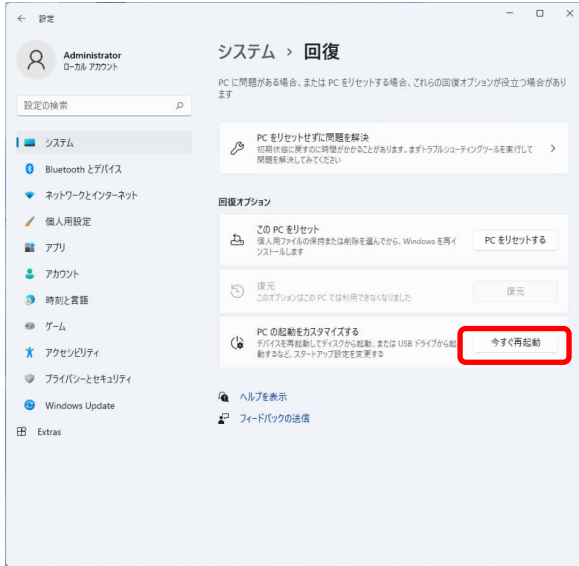 設定
Administrator
ローカル アカウント
設定の検索
システム
Bluetooth とデバイス
ネットワークとインターネット
個人用設定
アプリ
アカウント
時刻と言語
ゲーム
アクセシビリティ
プライバシーとセキュリティ
Windows Update
Extras
システム › 回復
PC に問題がある場合、または PC をリセットする場合、これらの回復オプションが役立つ場合があり
ます
PC をリセットせずに問題を解決
初期状態に戻すのに時間がかかることがあります。まずトラブルシューティングツールを実行して
問題を解決してみてください
回復オプション
この PC をリセット
個人用ファイルの保持または削除を選んでから、Windows を再イ
ンストールします
PC をリセットする
復元
このオプションはこの PC では利用できなくなりました
復元
PC の起動をカスタマイズする
デバイスを再起動してディスクから起動、または USB ドライブから起
動するなど、スタートアップ設定を変更する
今すぐ再起動
ヘルプを表示
フィードバックの送信